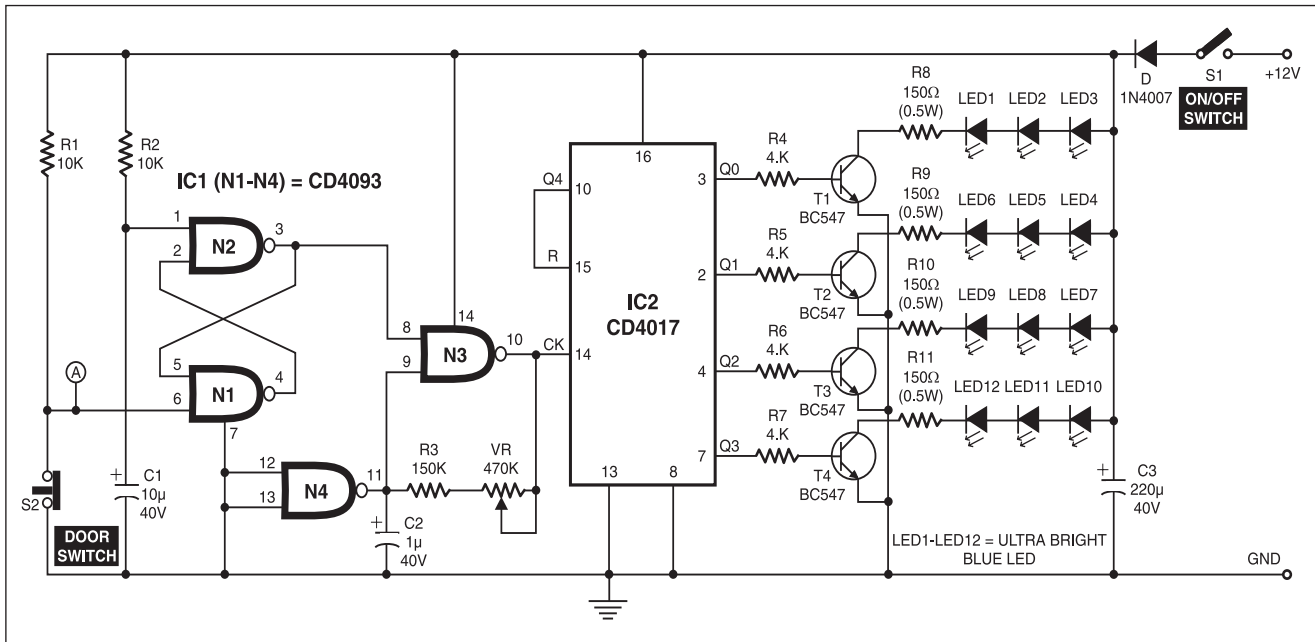 R1
10K
R2
10K
IC1 (N1-N4) = CD4093
1
2
N2
3
5
6
N1
4
7
A
S2
DOOR
SWITCH
+
C1
10µ
40V
12
13
N4
11
R3
150K
VR
470K
+
C2
1µ
40V
8
9
14
N3
10
CK
14
Q4
10
R
15
16
IC2
CD4017
13
8
3
Q0
2
Q1
4
Q2
7
Q3
R4
4.K
R5
4.K
R6
4.K
R7
4.K
T1
BC547
T2
BC547
T3
BC547
T4
BC547
R8
150Ω
(0.5W)
LED1
LED2
LED3
R9
150Ω
(0.5W)
LED6
LED5
LED4
R10
150Ω
(0.5W)
LED9
LED8
LED7
R11
150Ω
(0.5W)
LED12
LED11
LED10
D
1N4007
S1
ON/OFF
SWITCH
+12V
+
C3
220µ
40V
LED1-LED12 = ULTRA BRIGHT
BLUE LED
GND